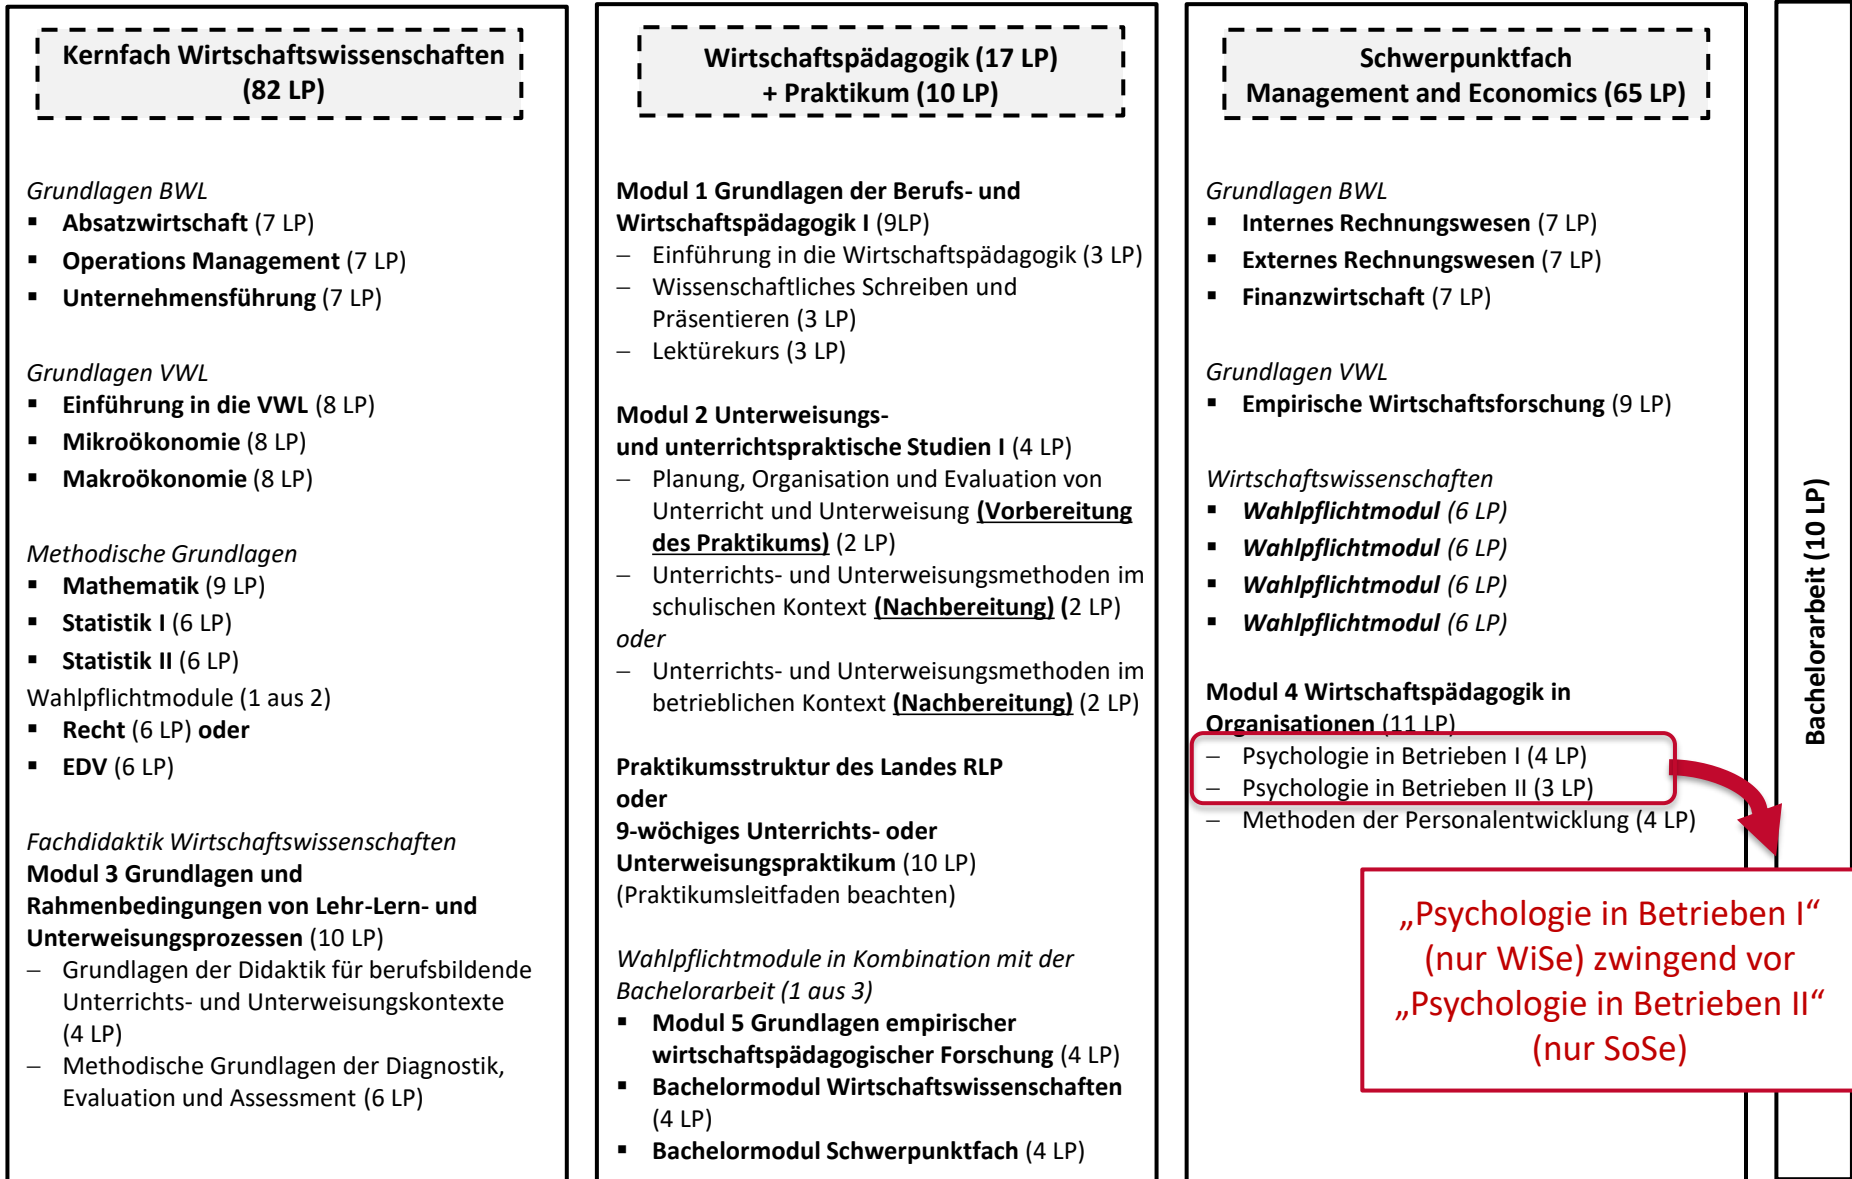 Kernfach Wirtschaftswissenschaften
(82 LP)
Grundlagen BWL
▪ Absatzwirtschaft (7 LP)
▪ Operations Management (7 LP)
▪ Unternehmensführung (7 LP)
Grundlagen VWL
▪ Einführung in die VWL (8 LP)
▪ Mikroökonomie (8 LP)
▪ Makroökonomie (8 LP)
Methodische Grundlagen
▪ Mathematik (9 LP)
▪ Statistik I (6 LP)
▪ Statistik II (6 LP)
Wahlpflichtmodule (1 aus 2)
▪ Recht (6 LP) oder
▪ EDV (6 LP)
Fachdidaktik Wirtschaftswissenschaften
Modul 3 Grundlagen und
Rahmenbedingungen von Lehr-Lern- und
Unterweisungsprozessen (10 LP)
– Grundlagen der Didaktik für berufsbildende
Unterrichts- und Unterweisungskontexte
(4 LP)
– Methodische Grundlagen der Diagnostik,
Evaluation und Assessment (6 LP)
Wirtschaftspädagogik (17 LP)
+ Praktikum (10 LP)
Modul 1 Grundlagen der Berufs- und
Wirtschaftspädagogik I (9LP)
– Einführung in die Wirtschaftspädagogik (3 LP)
– Wissenschaftliches Schreiben und
Präsentieren (3 LP)
– Lektürekurs (3 LP)
Modul 2 Unterweisungs-
und unterrichtspraktische Studien I (4 LP)
– Planung, Organisation und Evaluation von
Unterricht und Unterweisung (Vorbereitung
des Praktikums) (2 LP)
– Unterrichts- und Unterweisungsmethoden im
schulischen Kontext (Nachbereitung) (2 LP)
oder
– Unterrichts- und Unterweisungsmethoden im
betrieblichen Kontext (Nachbereitung) (2 LP)
Praktikumsstruktur des Landes RLP
oder
9-wöchiges Unterrichts- oder
Unterweisungspraktikum (10 LP)
(Praktikumsleitfaden beachten)
Wahlpflichtmodule in Kombination mit der
Bachelorarbeit (1 aus 3)
▪ Modul 5 Grundlagen empirischer
wirtschaftspädagogischer Forschung (4 LP)
▪ Bachelormodul Wirtschaftswissenschaften
(4 LP)
▪ Bachelormodul Schwerpunktfach (4 LP)
Schwerpunktfach
Management and Economics (65 LP)
Grundlagen BWL
▪ Internes Rechnungswesen (7 LP)
▪ Externes Rechnungswesen (7 LP)
▪ Finanzwirtschaft (7 LP)
Grundlagen VWL
▪ Empirische Wirtschaftsforschung (9 LP)
Wirtschaftswissenschaften
▪ Wahlpflichtmodul (6 LP)
▪ Wahlpflichtmodul (6 LP)
▪ Wahlpflichtmodul (6 LP)
▪ Wahlpflichtmodul (6 LP)
Modul 4 Wirtschaftspädagogik in
Organisationen (11 LP)
– Psychologie in Betrieben I (4 LP)
– Psychologie in Betrieben II (3 LP)
– Methoden der Personalentwicklung (4 LP)
„Psychologie in Betrieben I“
(nur WiSe) zwingend vor
„Psychologie in Betrieben II“
(nur SoSe)
Bachelorarbeit (10 LP)